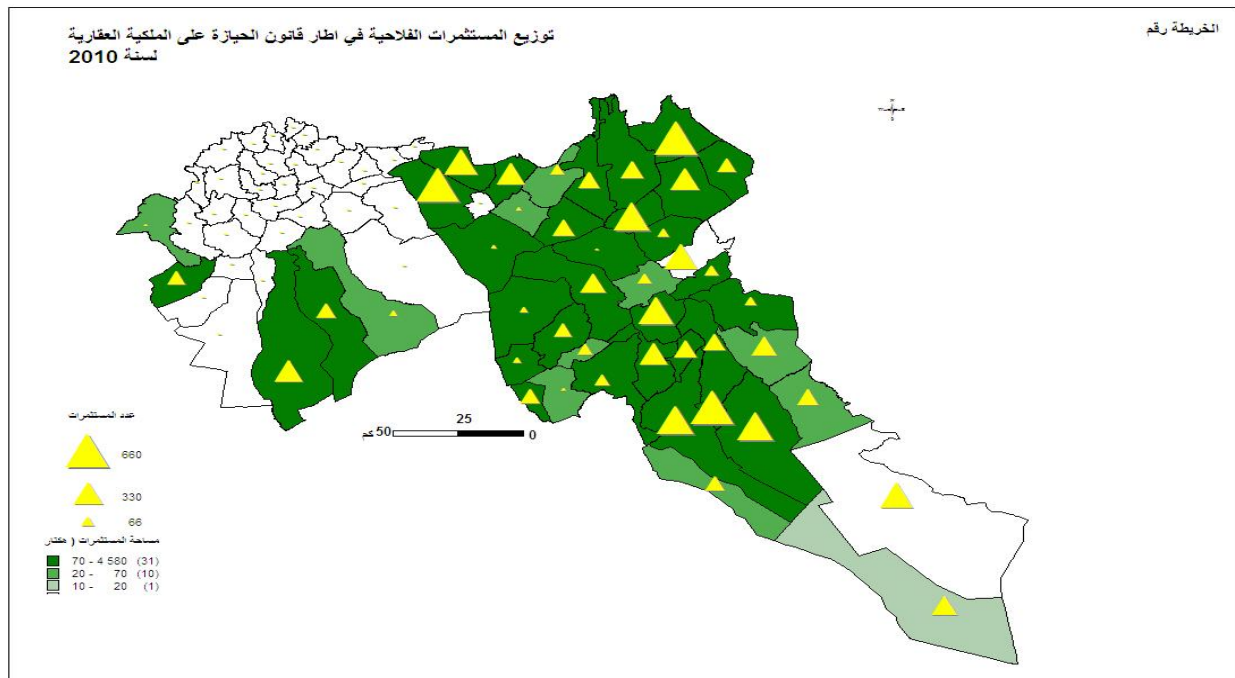 الخريطة رقم
توزيع المستثمرات الفلاحية في اطار قانون الحيازة على الملكية العقارية
لسنة 2010
عدد المستثمرات
660
330
66
مساحة المستثمرات ( هكتار
70 - 4 580 (31)
20 - 70 (10)
10 - 20 (1)
كم 50 25 0